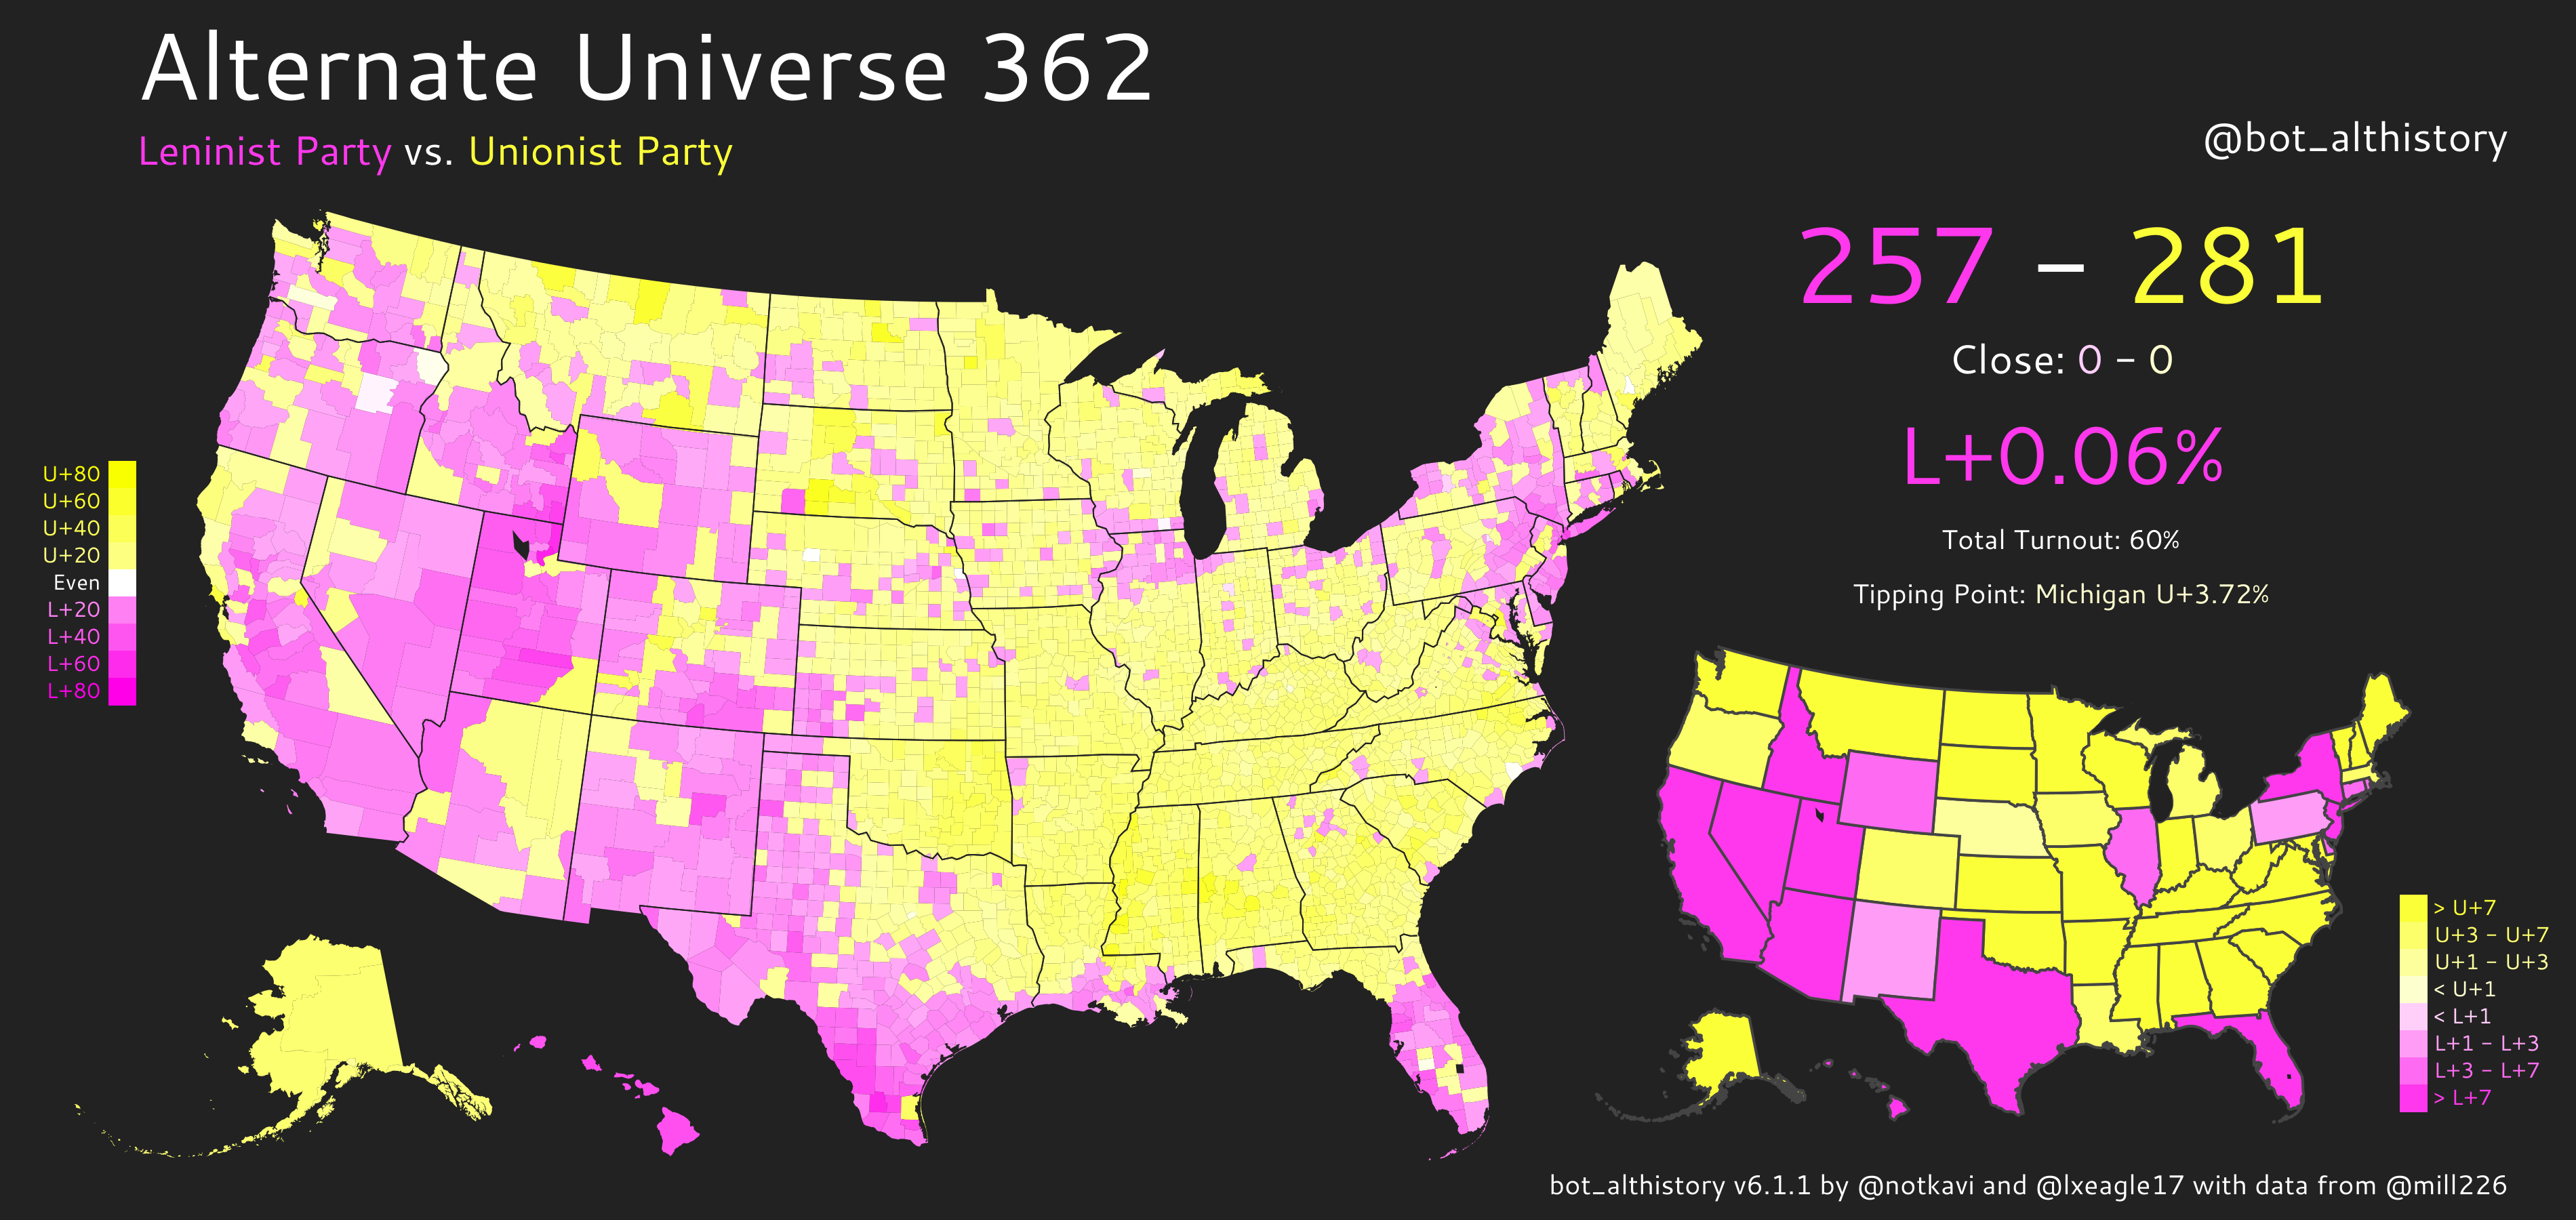 Alternate Universe 362
Leninist Party vs. Unionist Party
@bot_althistory
257 – 281
Close: 0 – 0
L+0.06%
Total Turnout: 60%
Tipping Point: Michigan U+3.72%
U+80
U+60
U+40
U+20
Even
L+20
L+40
L+60
L+80
> U+7
U+3 – U+7
U+1 – U+3
< U+1
< L+1
L+1 – L+3
L+3 – L+7
> L+7
bot_althistory v6.1.1 by @notkavi and @lxeagle17 with data from @mill226